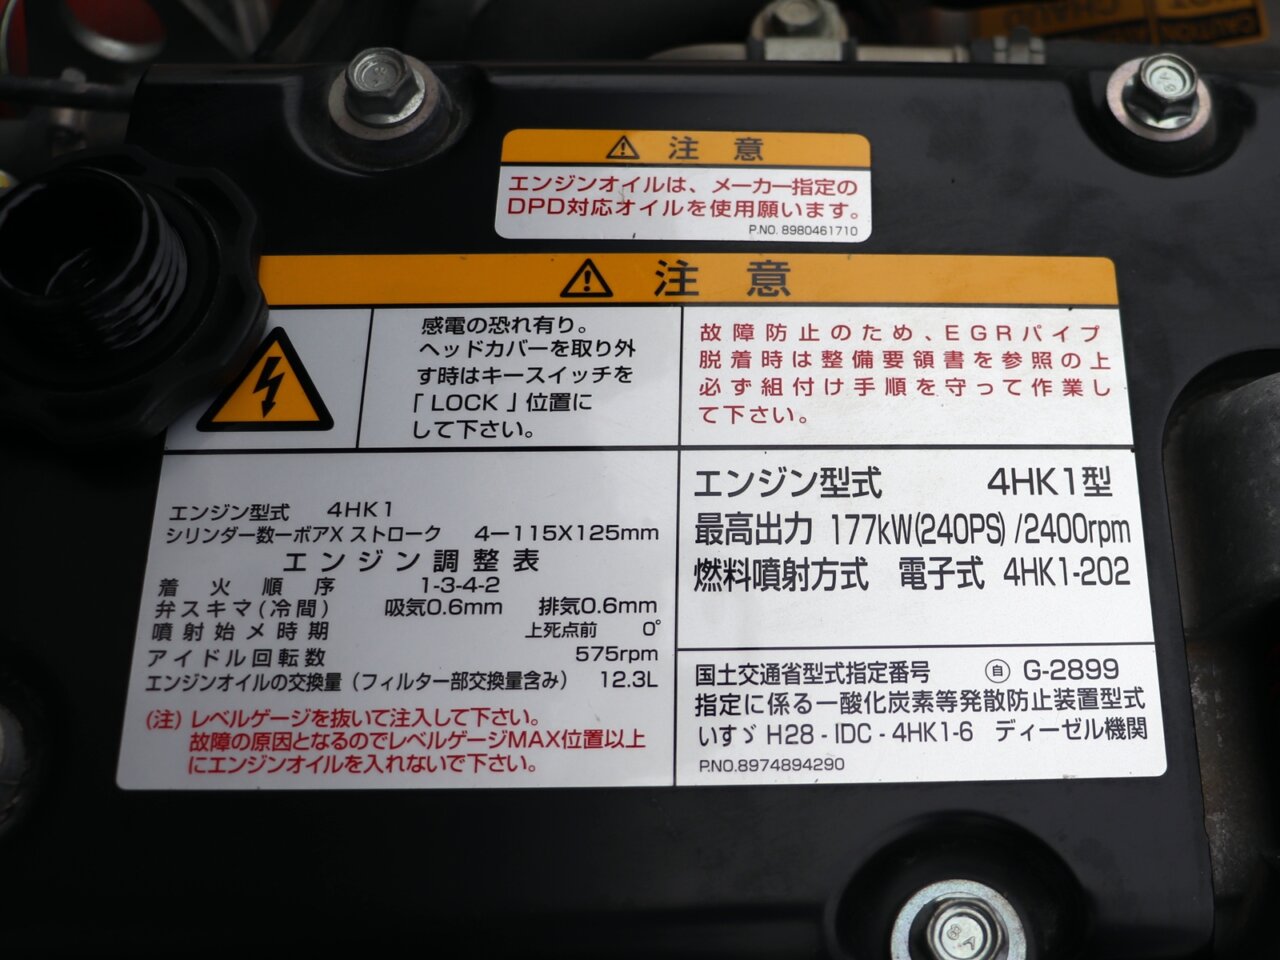 注意
エンジンオイルは、メーカー指定の
DPD対応オイルを使用願います。
P.NO. 8980461710
注意
感電の恐れ有り。
ヘッドカバーを取り外
す時はキースイッチを
「LOCK」位置に
して下さい。
故障防止のため、EGRパイプ
脱着時は整備要領書を参照の上
必ず組付け手順を守って作業し
て下さい。
エンジン型式 4HK1
シリンダー数ーボアX ストローク 4ー115X125mm
エンジン調整表
着火順序 1-3-4-2
弁スキマ(冷間) 吸気0.6mm 排気0.6mm
噴射始メ時期 上死点前 0°
アイドル回転数 575rpm
エンジンオイルの交換量(フィルター部交換量含み) 12.3L
(注)レベルゲージを抜いて注入して下さい。
故障の原因となるのでレベルゲージMAX位置以上
にエンジンオイルを入れないで下さい。
エンジン型式 4HK1型
最高出力 177kW(240PS)/2400rpm
燃料噴射方式 電子式 4HK1-202
国土交通省型式指定番号 ㉂ G-2899
指定に係る一酸化炭素等発散防止装置型式
いすゞ H28-IDC-4HK1-6 ディーゼル機関
P.NO.8974894290
CAUTION